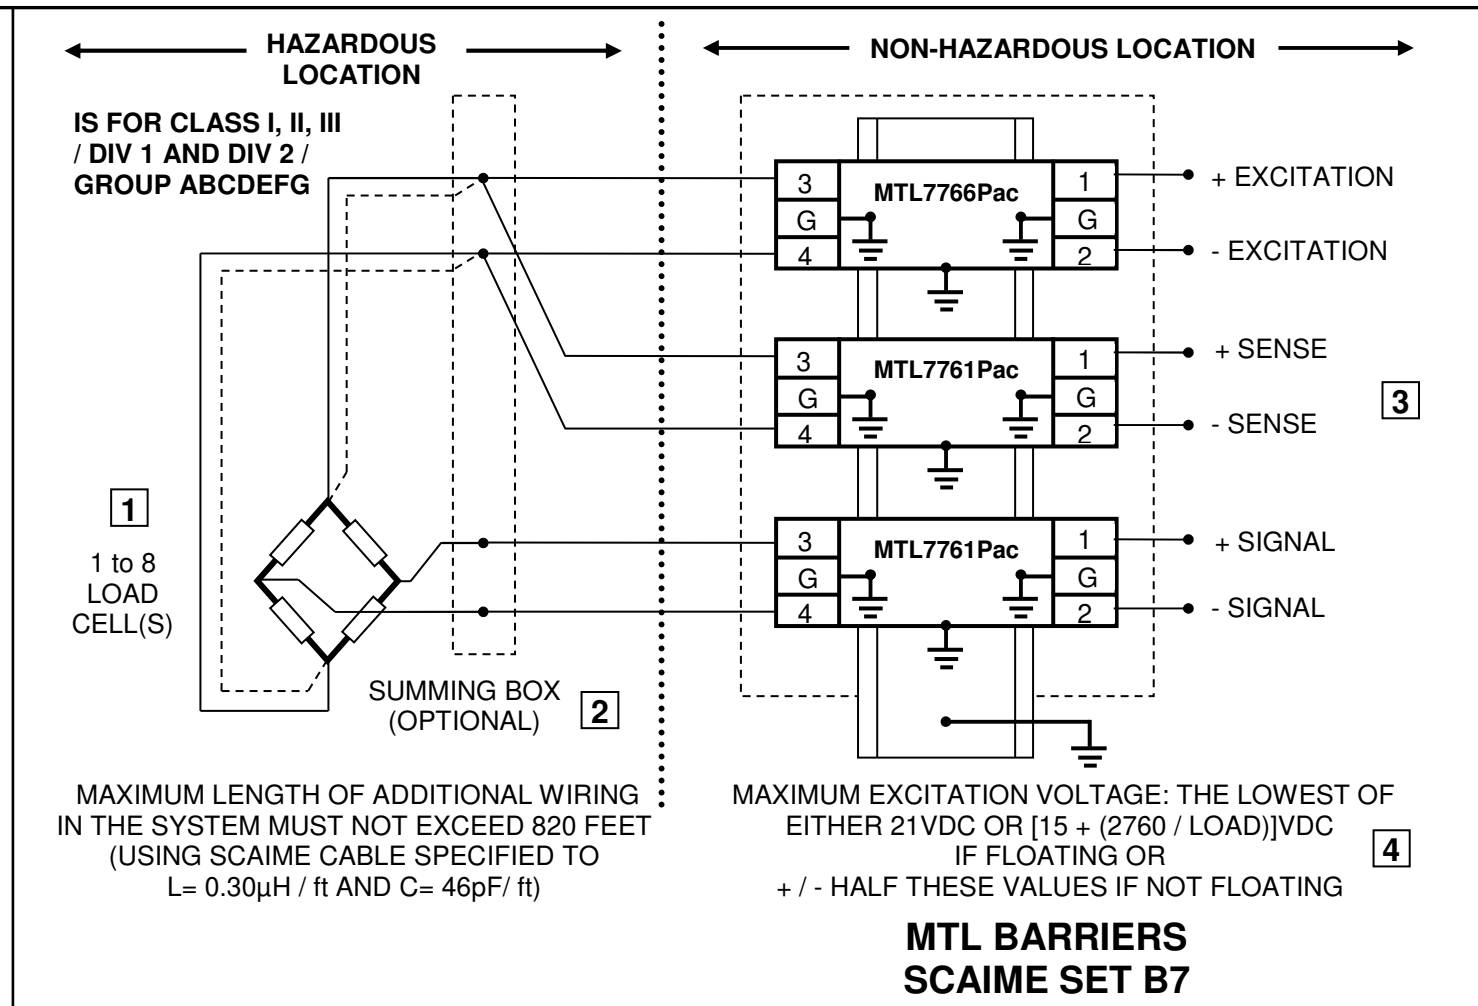 HAZARDOUS
LOCATION
NON-HAZARDOUS LOCATION
IS FOR CLASS I, II, III
/ DIV 1 AND DIV 2 /
GROUP ABCDEFG
3
G
4
MTL7766Pac
1
G
2
+ EXCITATION
- EXCITATION
3
G
4
MTL7761Pac
1
G
2
+ SENSE
- SENSE
3
3
G
4
MTL7761Pac
1
G
2
+ SIGNAL
- SIGNAL
1
1 to 8
LOAD
CELL(S)
SUMMING BOX
(OPTIONAL)
2
MAXIMUM LENGTH OF ADDITIONAL WIRING
IN THE SYSTEM MUST NOT EXCEED 820 FEET
(USING SCAIME CABLE SPECIFIED TO
L= 0.30µH / ft AND C= 46pF/ ft)
MAXIMUM EXCITATION VOLTAGE: THE LOWEST OF
EITHER 21VDC OR [15 + (2760 / LOAD)]VDC
IF FLOATING OR
+ / - HALF THESE VALUES IF NOT FLOATING
4
MTL BARRIERS
SCAIME SET B7